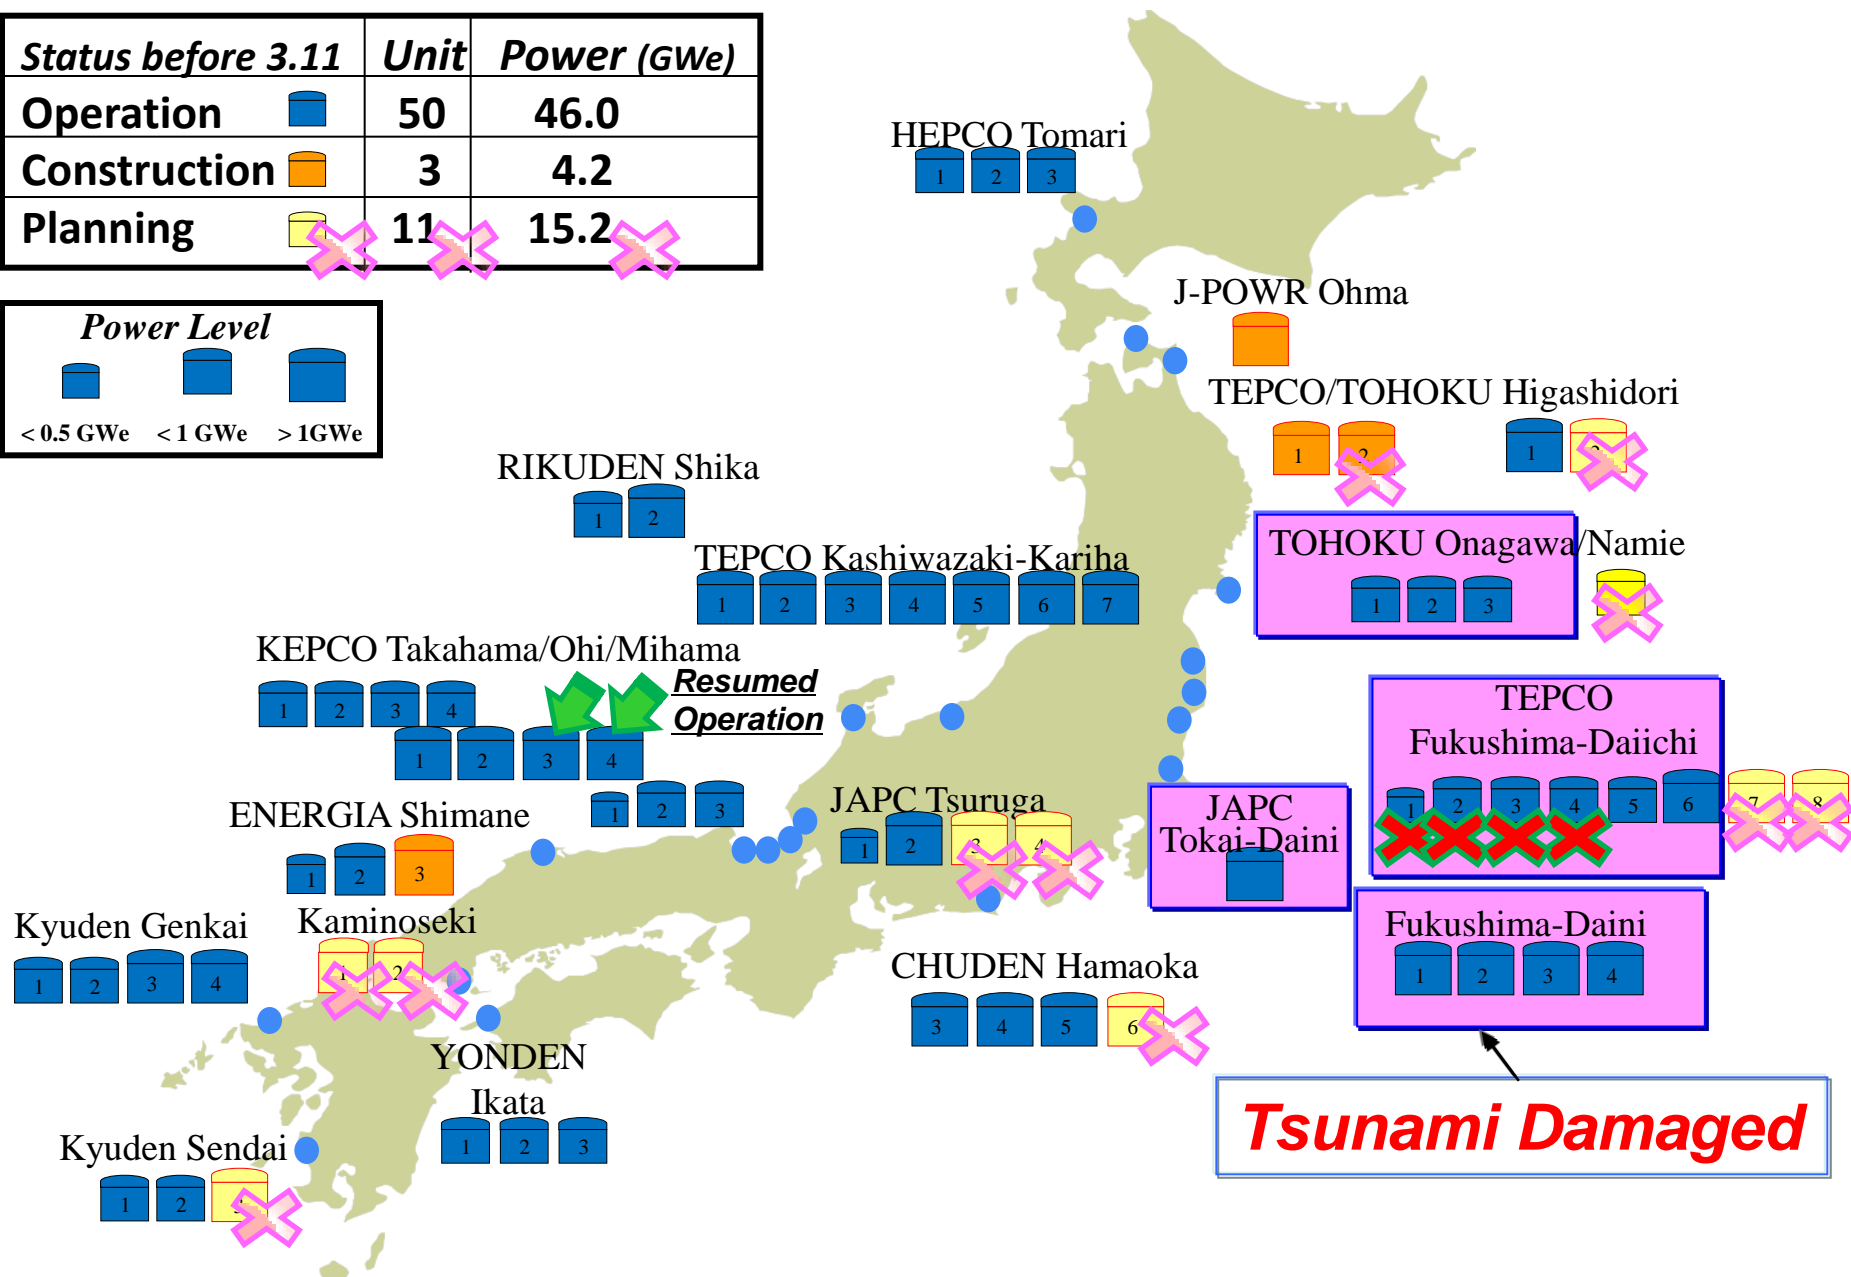 Status before 3.11 Unit Power (GWe)
Operation 50 46.0
Construction 3 4.2
Planning 11 15.2
Power Level
< 0.5 GWe < 1 GWe > 1GWe
HEPCO Tomari
1 2 3
J-POWR Ohma
TEPCO/TOHOKU Higashidori
1 2 1 2
RIKUDEN Shika
1 2
TOHOKU Onagawa/Namie
1 2 3
TEPCO Kashiwazaki-Kariha
1 2 3 4 5 6 7
KEPCO Takahama/Ohi/Mihama
1 2 3 4
Resumed
Operation
1 2 3 4
1 2 3
TEPCO
Fukushima-Daiichi
1 2 3 4 5 6 7 8
JAPC Tsuruga
1 2 3 4
JAPC
Tokai-Daini
ENERGIA Shimane
1 2 3
Fukushima-Daini
1 2 3 4
Kyuden Genkai
1 2 3 4
Kaminoseki
1 2
CHUDEN Hamaoka
3 4 5 6
YONDEN
Ikata
1 2 3
Tsunami Damaged
Kyuden Sendai
1 2